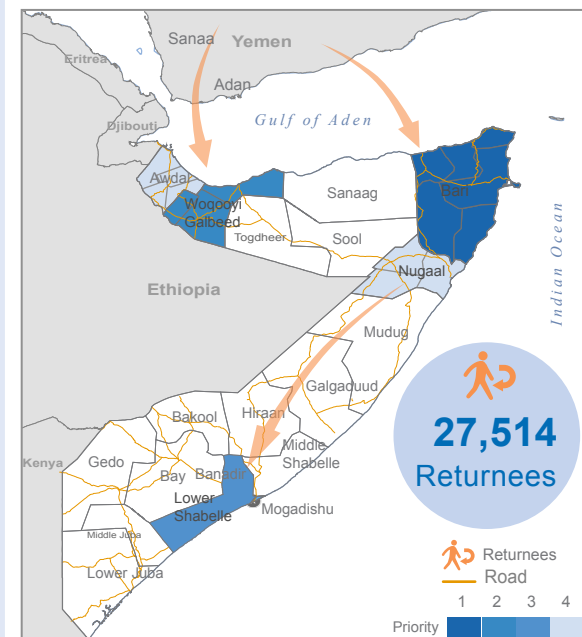 Sanaa
Yemen
Eritrea
Adan
Gulf of Aden
Djibouti
Awdal
Sanaag
Bari
Woqooyi
Galbeed
Togdheer
Sool
Indian Ocean
Nugaal
Ethiopia
Mudug
Galgaduud
Bakool
Hiraan
27,514
Returnees
Middle
Shabelle
Kenya
Gedo
Bay
Banadir
Lower
Shabelle
Mogadishu
Middle Juba
Lower Juba
Returnees
Road
1 2 3 4
Priority